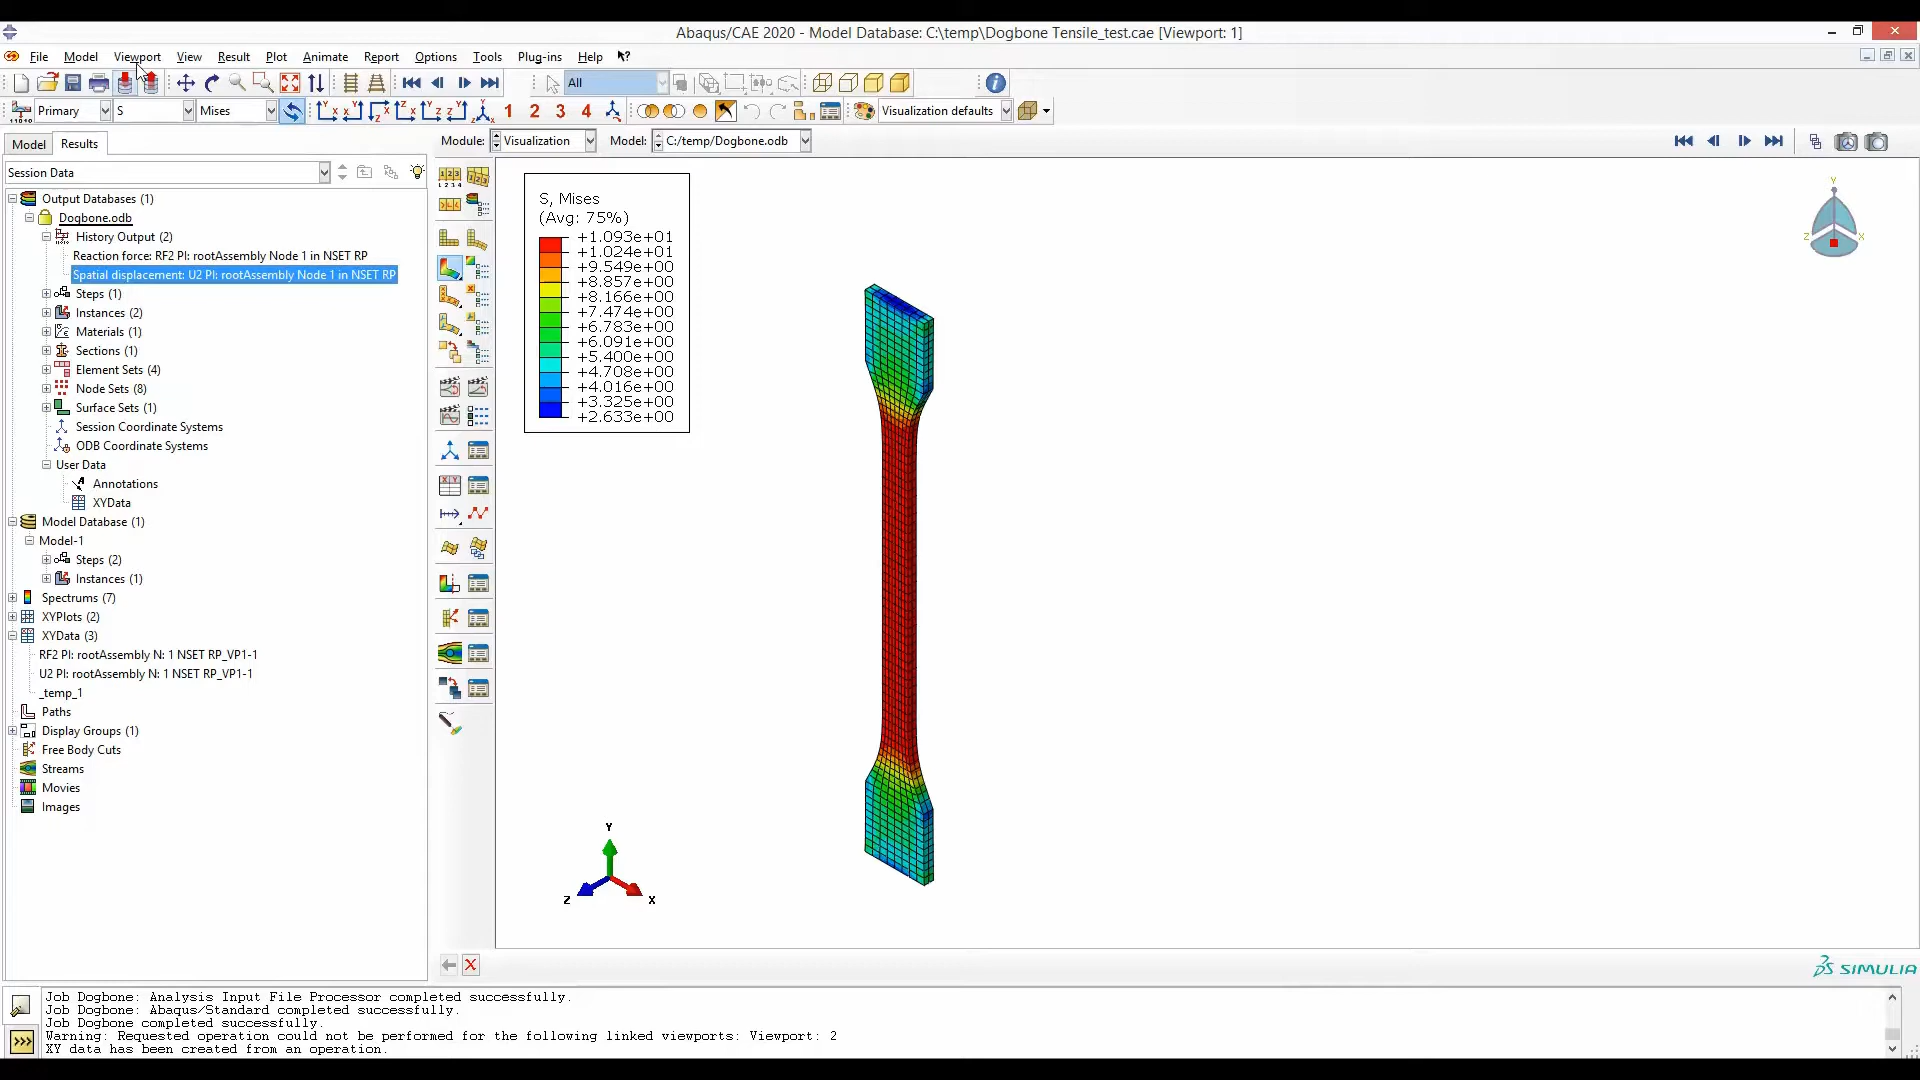 Abaqus/CAE 2020 - Model Database: C:\temp\Dogbone Tensile_test.cae [Viewport: 1]
File Model Viewport View Result Plot Animate Report Options Tools Plug-ins Help
All
Primary S Mises 1 2 3 4 Visualization defaults
Model Results
Module: Visualization Model: C:/temp/Dogbone.odb
Session Data
Output Databases (1)
Dogbone.odb
History Output (2)
Reaction force: RF2 PI: rootAssembly Node 1 in NSET RP
Spatial displacement: U2 PI: rootAssembly Node 1 in NSET RP
Steps (1)
Instances (2)
Materials (1)
Sections (1)
Element Sets (4)
Node Sets (8)
Surface Sets (1)
Session Coordinate Systems
ODB Coordinate Systems
User Data
Annotations
XYData
Model Database (1)
Model-1
Steps (2)
Instances (1)
Spectrums (7)
XYPlots (2)
XYData (3)
RF2 PI: rootAssembly N: 1 NSET RP_VP1-1
U2 PI: rootAssembly N: 1 NSET RP_VP1-1
_temp_1
Paths
Display Groups (1)
Free Body Cuts
Streams
Movies
Images
S, Mises
(Avg: 75%)
+1.093e+01
+1.024e+01
+9.549e+00
+8.857e+00
+8.166e+00
+7.474e+00
+6.783e+00
+6.091e+00
+5.400e+00
+4.708e+00
+4.016e+00
+3.325e+00
+2.633e+00
Y
Z X
Y
Z X
SIMULIA
Job Dogbone: Analysis Input File Processor completed successfully.
Job Dogbone: Abaqus/Standard completed successfully.
Job Dogbone completed successfully.
Warning: Requested operation could not be performed for the following linked viewports: Viewport: 2
XY data has been created from an operation.